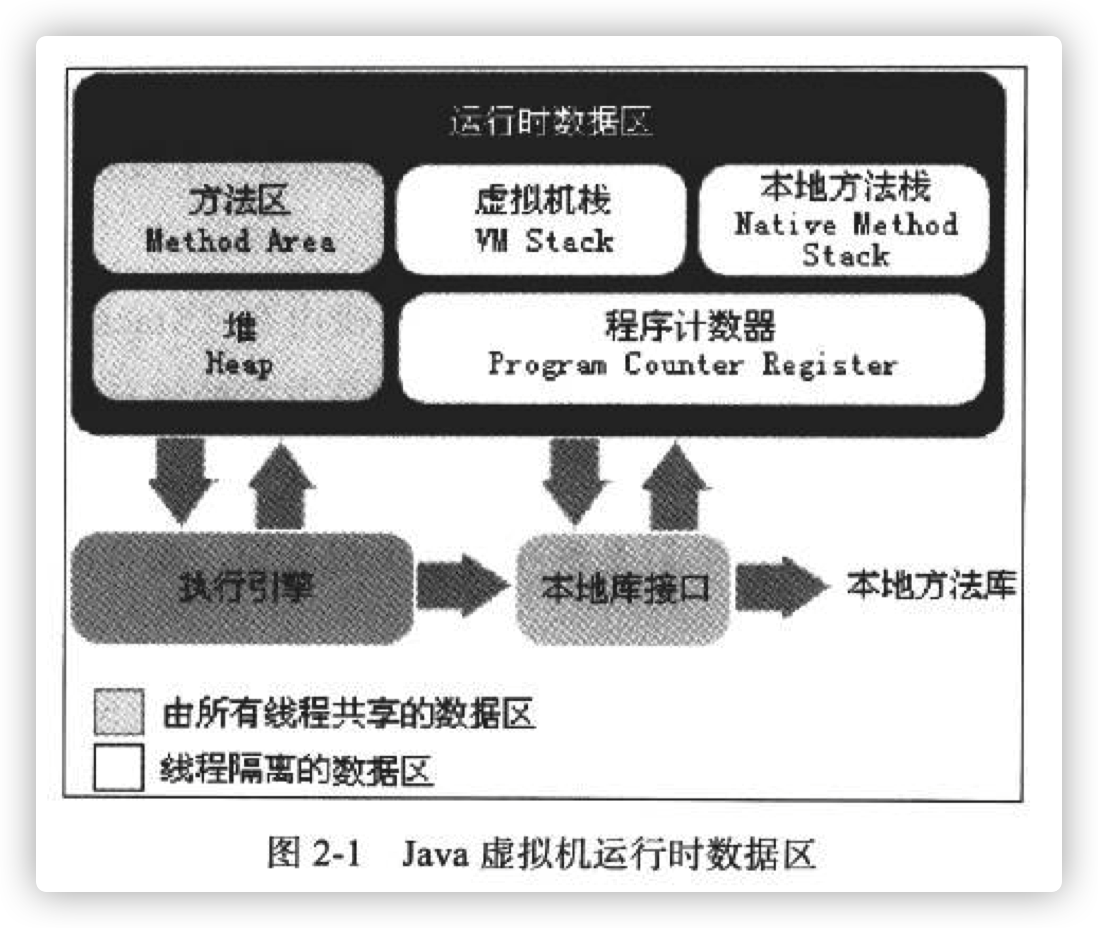 运行时数据区
方法区
Method Area
虚拟机栈
VM Stack
本地方法栈
Native Method
Stack
堆
Heap
程序计数器
Program Counter Register
执行引擎
本地库接口
本地方法库
由所有线程共享的数据区
线程隔离的数据区
图 2-1 Java 虚拟机运行时数据区